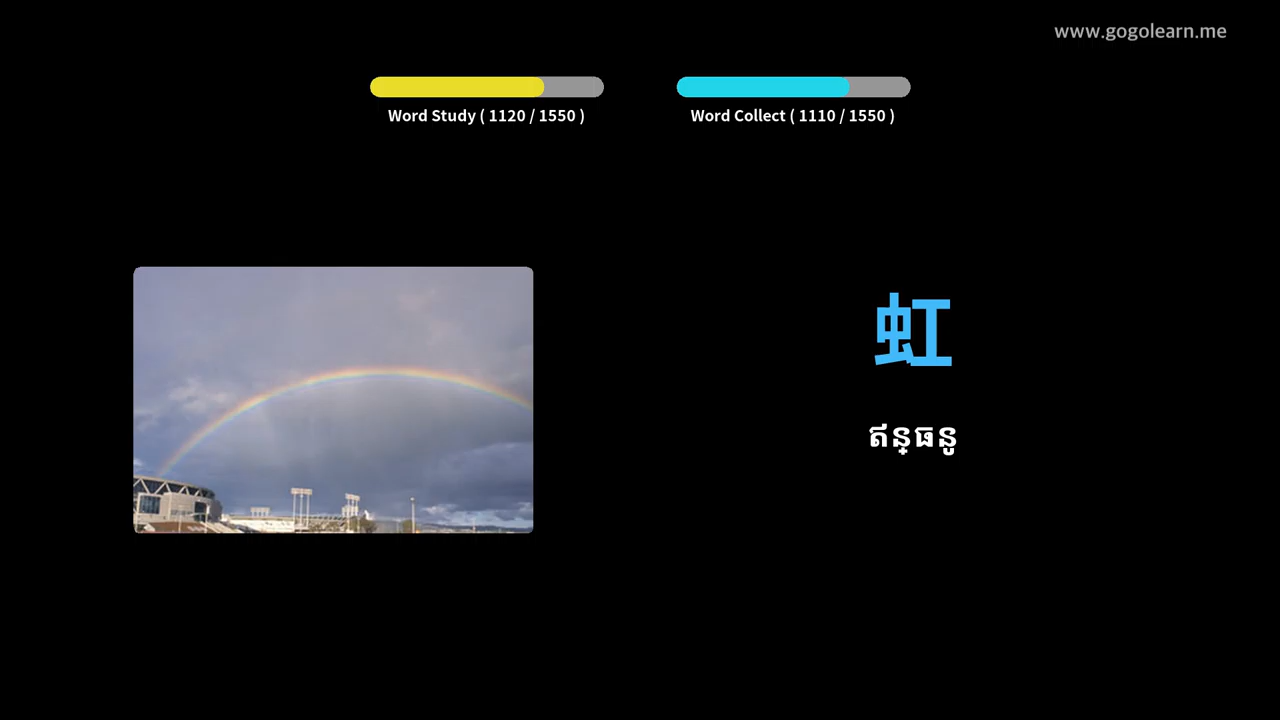 www.gogolearn.me
Word Study ( 1120 / 1550 )
Word Collect ( 1110 / 1550 )
虹
ឥន្ធនូ